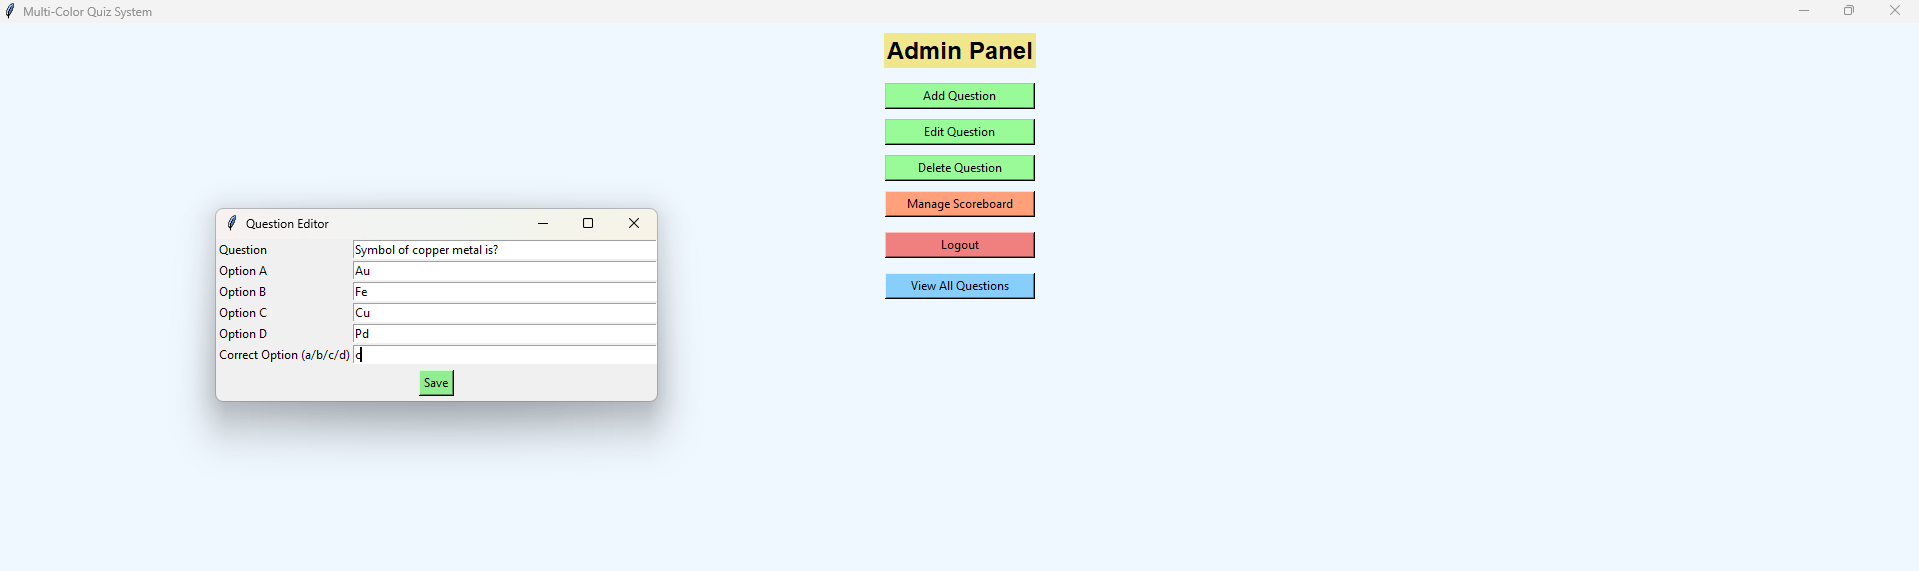 Multi-Color Quiz System
Admin Panel
Add Question
Edit Question
Delete Question
Manage Scoreboard
Logout
View All Questions
Question Editor
Question Symbol of copper metal is?
Option A Au
Option B Fe
Option C Cu
Option D Pd
Correct Option (a/b/c/d) c
Save